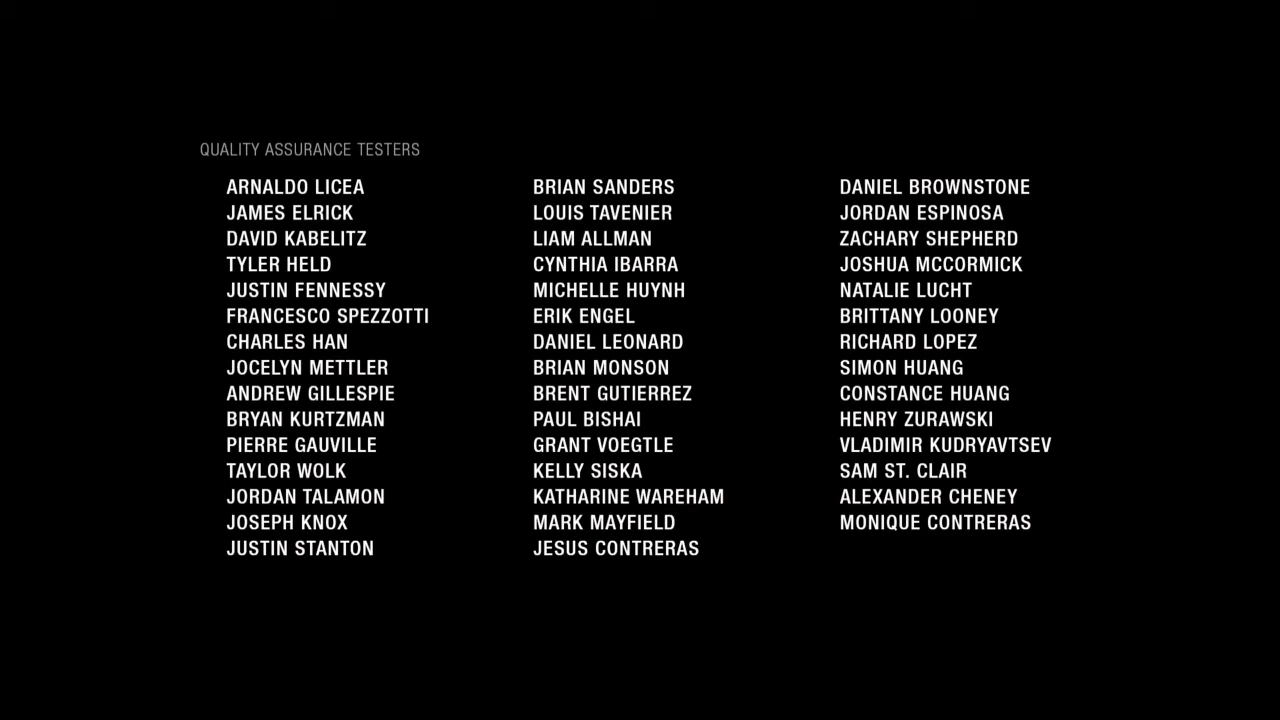 QUALITY ASSURANCE TESTERS
ARNALDO LICEA
JAMES ELRICK
DAVID KABELITZ
TYLER HELD
JUSTIN FENNESSY
FRANCESCO SPEZZOTTI
CHARLES HAN
JOCELYN METTLER
ANDREW GILLESPIE
BRYAN KURTZMAN
PIERRE GAUVILLE
TAYLOR WOLK
JORDAN TALAMON
JOSEPH KNOX
JUSTIN STANTON
BRIAN SANDERS
LOUIS TAVENIER
LIAM ALLMAN
CYNTHIA IBARRA
MICHELLE HUYNH
ERIK ENGEL
DANIEL LEONARD
BRIAN MONSON
BRENT GUTIERREZ
PAUL BISHAI
GRANT VOEGTLE
KELLY SISKA
KATHARINE WAREHAM
MARK MAYFIELD
JESUS CONTRERAS
DANIEL BROWNSTONE
JORDAN ESPINOSA
ZACHARY SHEPHERD
JOSHUA MCCORMICK
NATALIE LUCHT
BRITTANY LOONEY
RICHARD LOPEZ
SIMON HUANG
CONSTANCE HUANG
HENRY ZURAWSKI
VLADIMIR KUDRYAVTSEV
SAM ST. CLAIR
ALEXANDER CHENEY
MONIQUE CONTRERAS